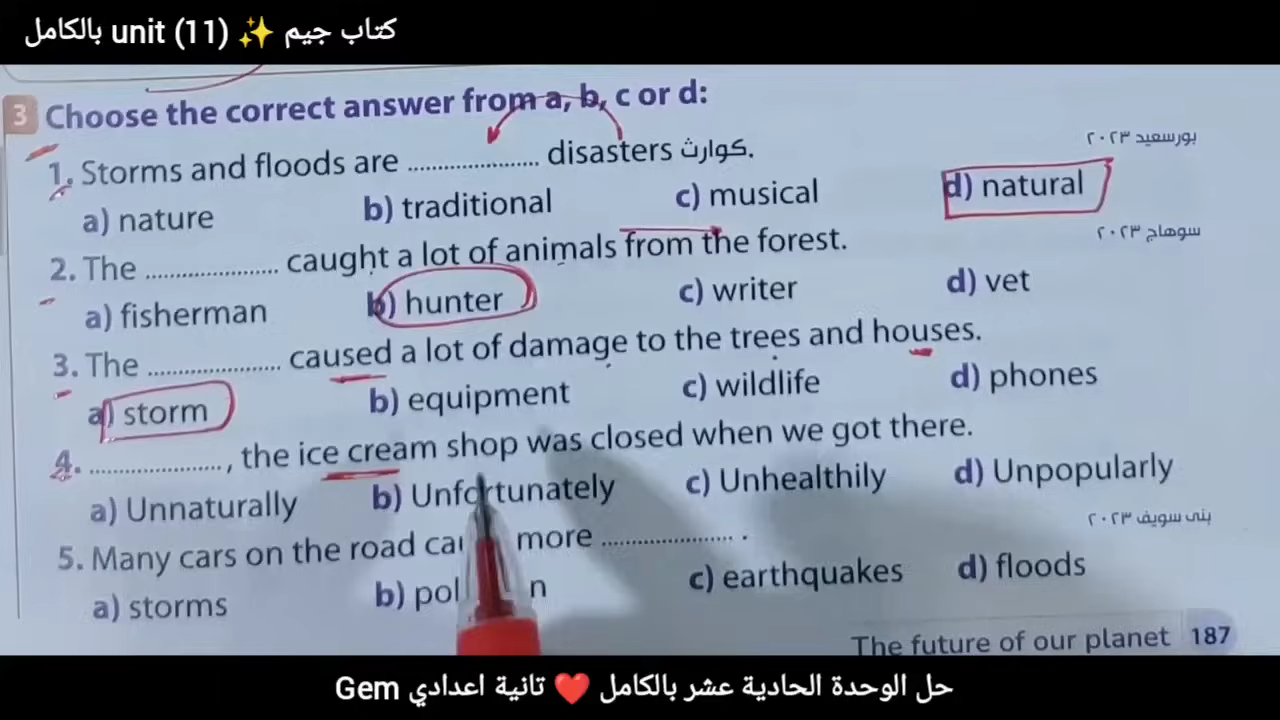 كتاب جيم ✨ unit (11) بالكامل
3 Choose the correct answer from a, b, c or d:
1. Storms and floods are .................... disasters كوارث.
بورسعيد ٢٠٢٣
a) nature b) traditional c) musical d) natural
2. The .................... caught a lot of animals from the forest.
سوهاج ٢٠٢٣
a) fisherman b) hunter c) writer d) vet
3. The .................... caused a lot of damage to the trees and houses.
a) storm b) equipment c) wildlife d) phones
4. ...................., the ice cream shop was closed when we got there.
a) Unnaturally b) Unfortunately c) Unhealthily d) Unpopularly
5. Many cars on the road more .................... .
بنى سويف ٢٠٢٣
a) storms b) c) earthquakes d) floods
The future of our planet 187
حل الوحدة الحادية عشر بالكامل ❤️ تانية اعدادي Gem